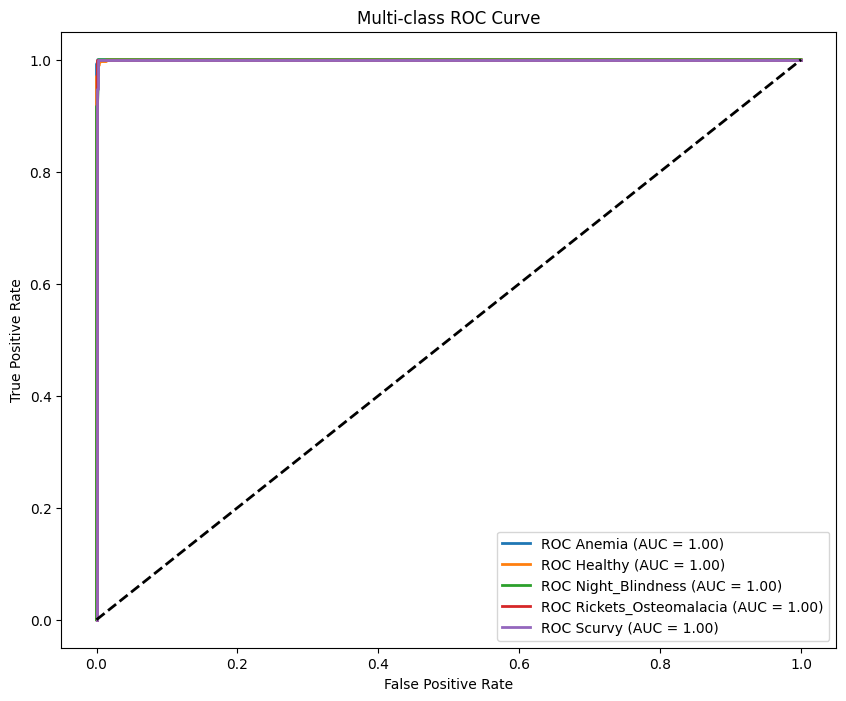 Multi-class ROC Curve
True Positive Rate
1.0
0.8
0.6
0.4
0.2
0.0
0.0 0.2 0.4 0.6 0.8 1.0
False Positive Rate
ROC Anemia (AUC = 1.00)
ROC Healthy (AUC = 1.00)
ROC Night_Blindness (AUC = 1.00)
ROC Rickets_Osteomalacia (AUC = 1.00)
ROC Scurvy (AUC = 1.00)